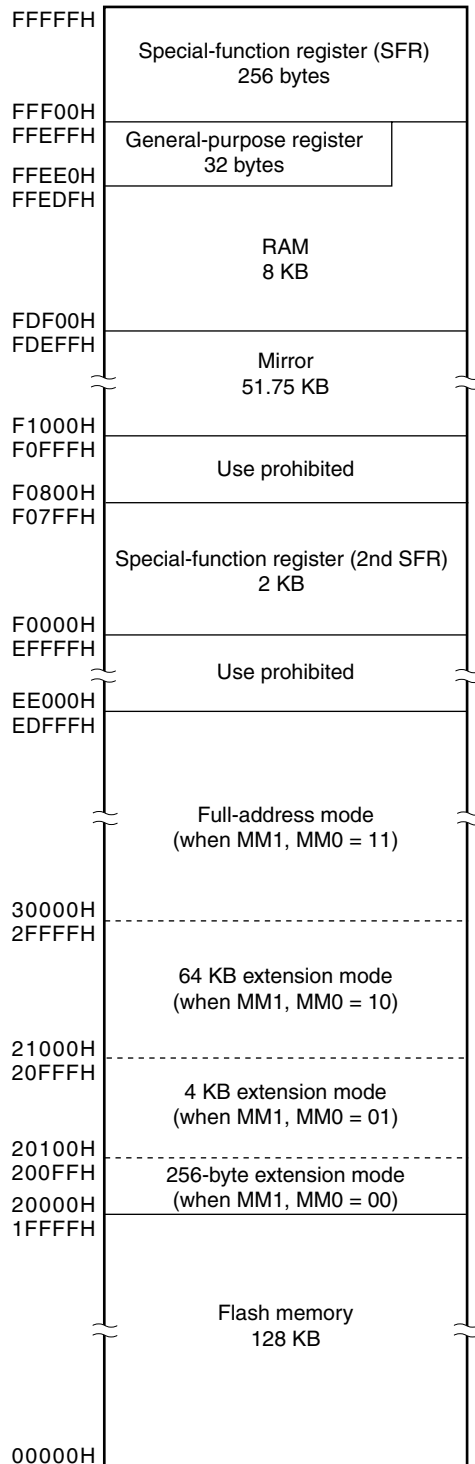 FFFFFH
Special-function register (SFR)
256 bytes
FFF00H
FFEFFH
General-purpose register
32 bytes
FFEE0H
FFEDFH
RAM
8 KB
FDF00H
FDEFFH
Mirror
51.75 KB
F1000H
F0FFFH
Use prohibited
F0800H
F07FFH
Special-function register (2nd SFR)
2 KB
F0000H
EFFFFH
Use prohibited
EE000H
EDFFFH
Full-address mode
(when MM1, MM0 = 11)
30000H
2FFFFH
64 KB extension mode
(when MM1, MM0 = 10)
21000H
20FFFH
4 KB extension mode
(when MM1, MM0 = 01)
20100H
200FFH
256-byte extension mode
(when MM1, MM0 = 00)
20000H
1FFFFH
Flash memory
128 KB
00000H